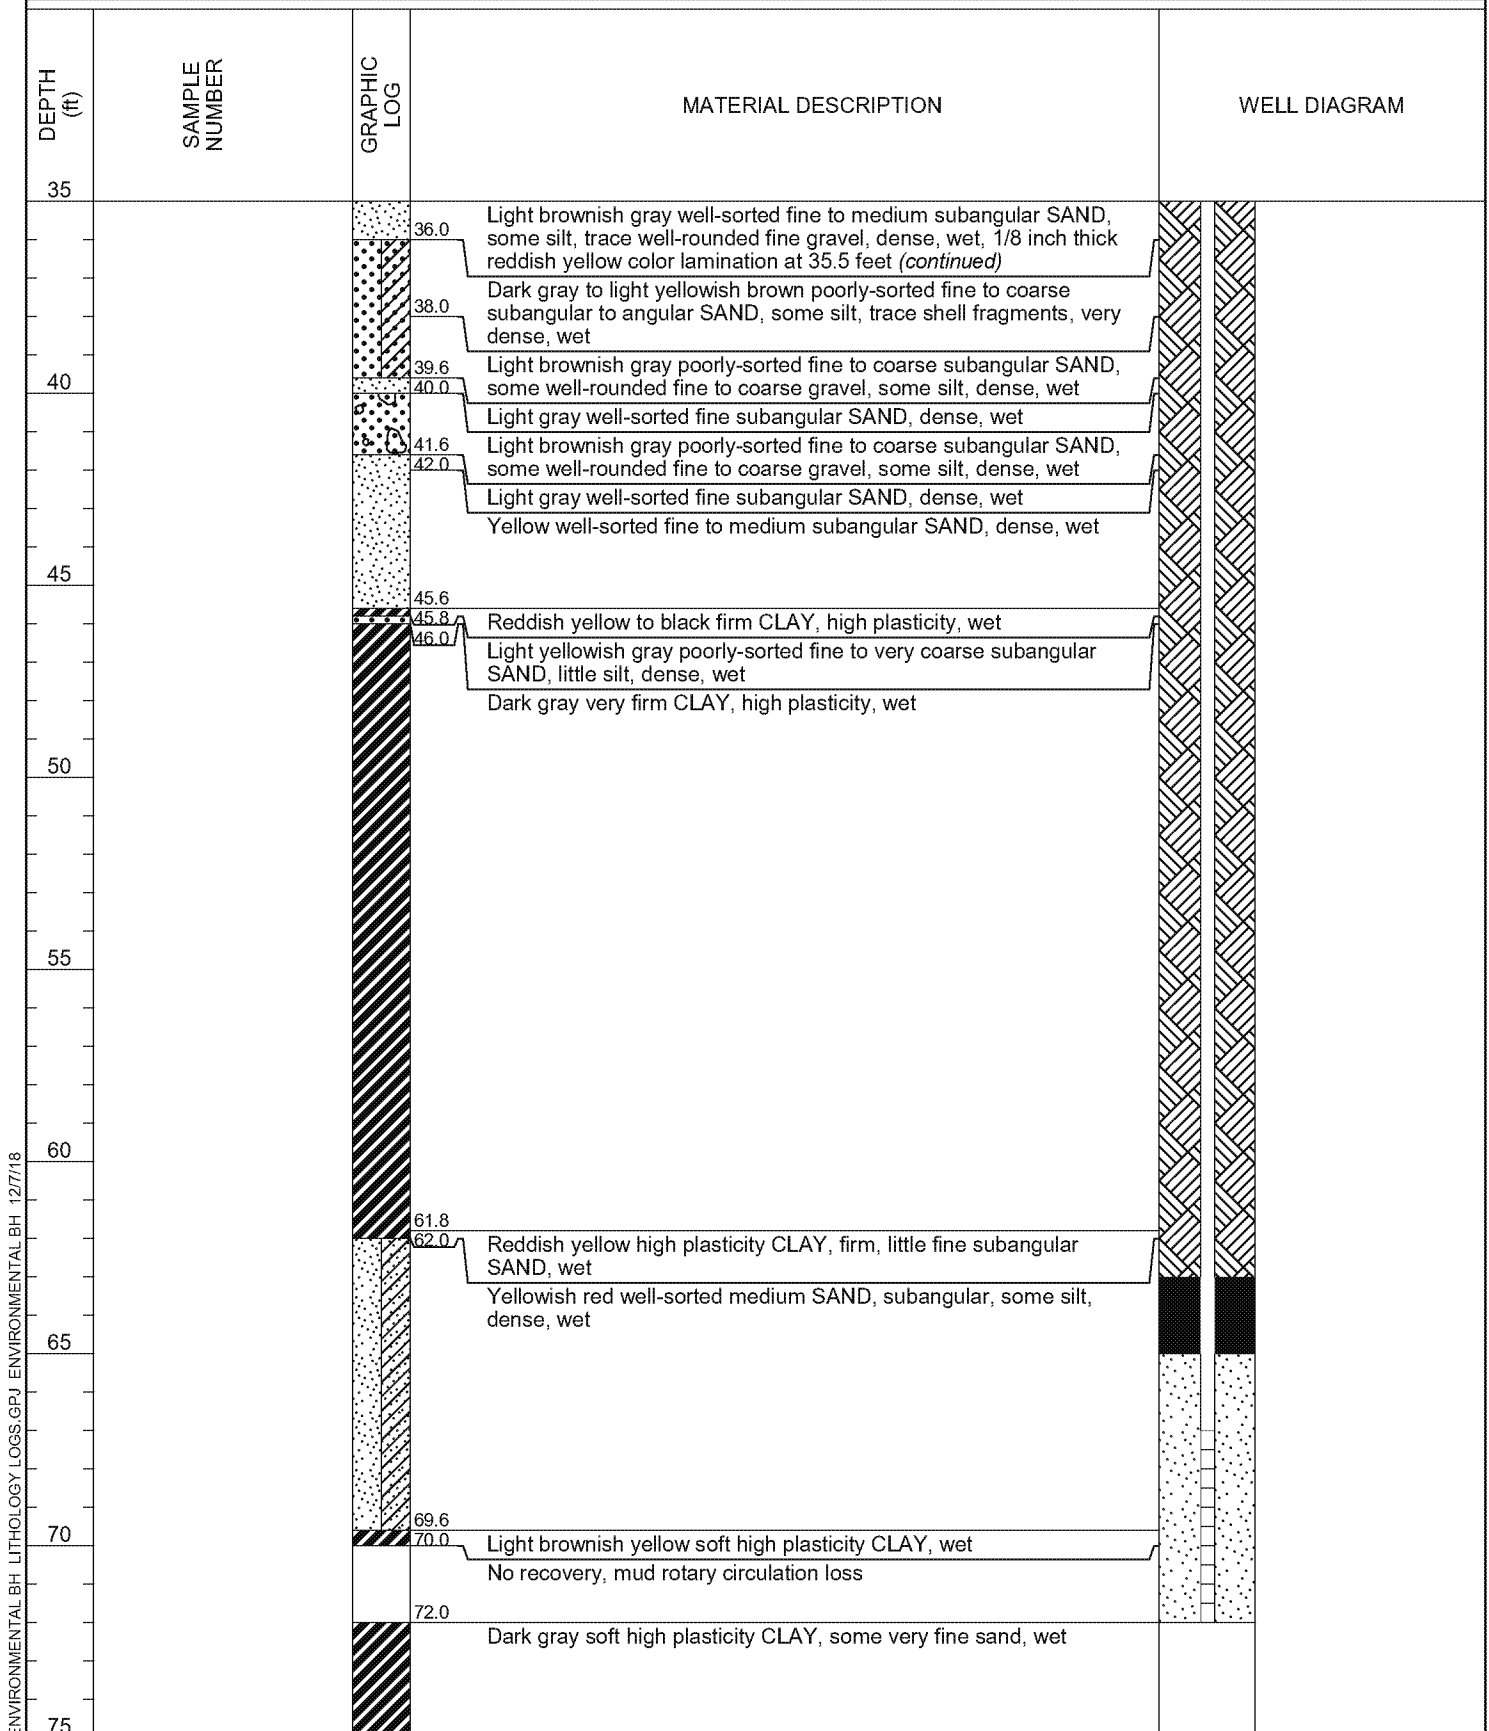 DEPTH
(ft)
SAMPLE
NUMBER
GRAPHIC
LOG
MATERIAL DESCRIPTION
WELL DIAGRAM
35
Light brownish gray well-sorted fine to medium subangular SAND,
36.0
some silt, trace well-rounded fine gravel, dense, wet, 1/8 inch thick
reddish yellow color lamination at 35.5 feet (continued)
Dark gray to light yellowish brown poorly-sorted fine to coarse
38.0
subangular to angular SAND, some silt, trace shell fragments, very
dense, wet
39.6
Light brownish gray poorly-sorted fine to coarse subangular SAND,
40
40.0
some well-rounded fine to coarse gravel, some silt, dense, wet
Light gray well-sorted fine subangular SAND, dense, wet
41.6
Light brownish gray poorly-sorted fine to coarse subangular SAND,
42.0
some well-rounded fine to coarse gravel, some silt, dense, wet
Light gray well-sorted fine subangular SAND, dense, wet
Yellow well-sorted fine to medium subangular SAND, dense, wet
45
45.6
45.8
Reddish yellow to black firm CLAY, high plasticity, wet
46.0
Light yellowish gray poorly-sorted fine to very coarse subangular
SAND, little silt, dense, wet
Dark gray very firm CLAY, high plasticity, wet
50
55
60
61.8
62.0
Reddish yellow high plasticity CLAY, firm, little fine subangular
SAND, wet
Yellowish red well-sorted medium SAND, subangular, some silt,
dense, wet
65
69.6
70
70.0
Light brownish yellow soft high plasticity CLAY, wet
No recovery, mud rotary circulation loss
72.0
Dark gray soft high plasticity CLAY, some very fine sand, wet
75
NVIRONMENTAL BH LITHOLOGY LOGS.GPJ ENVIRONMENTAL BH 12/7/18